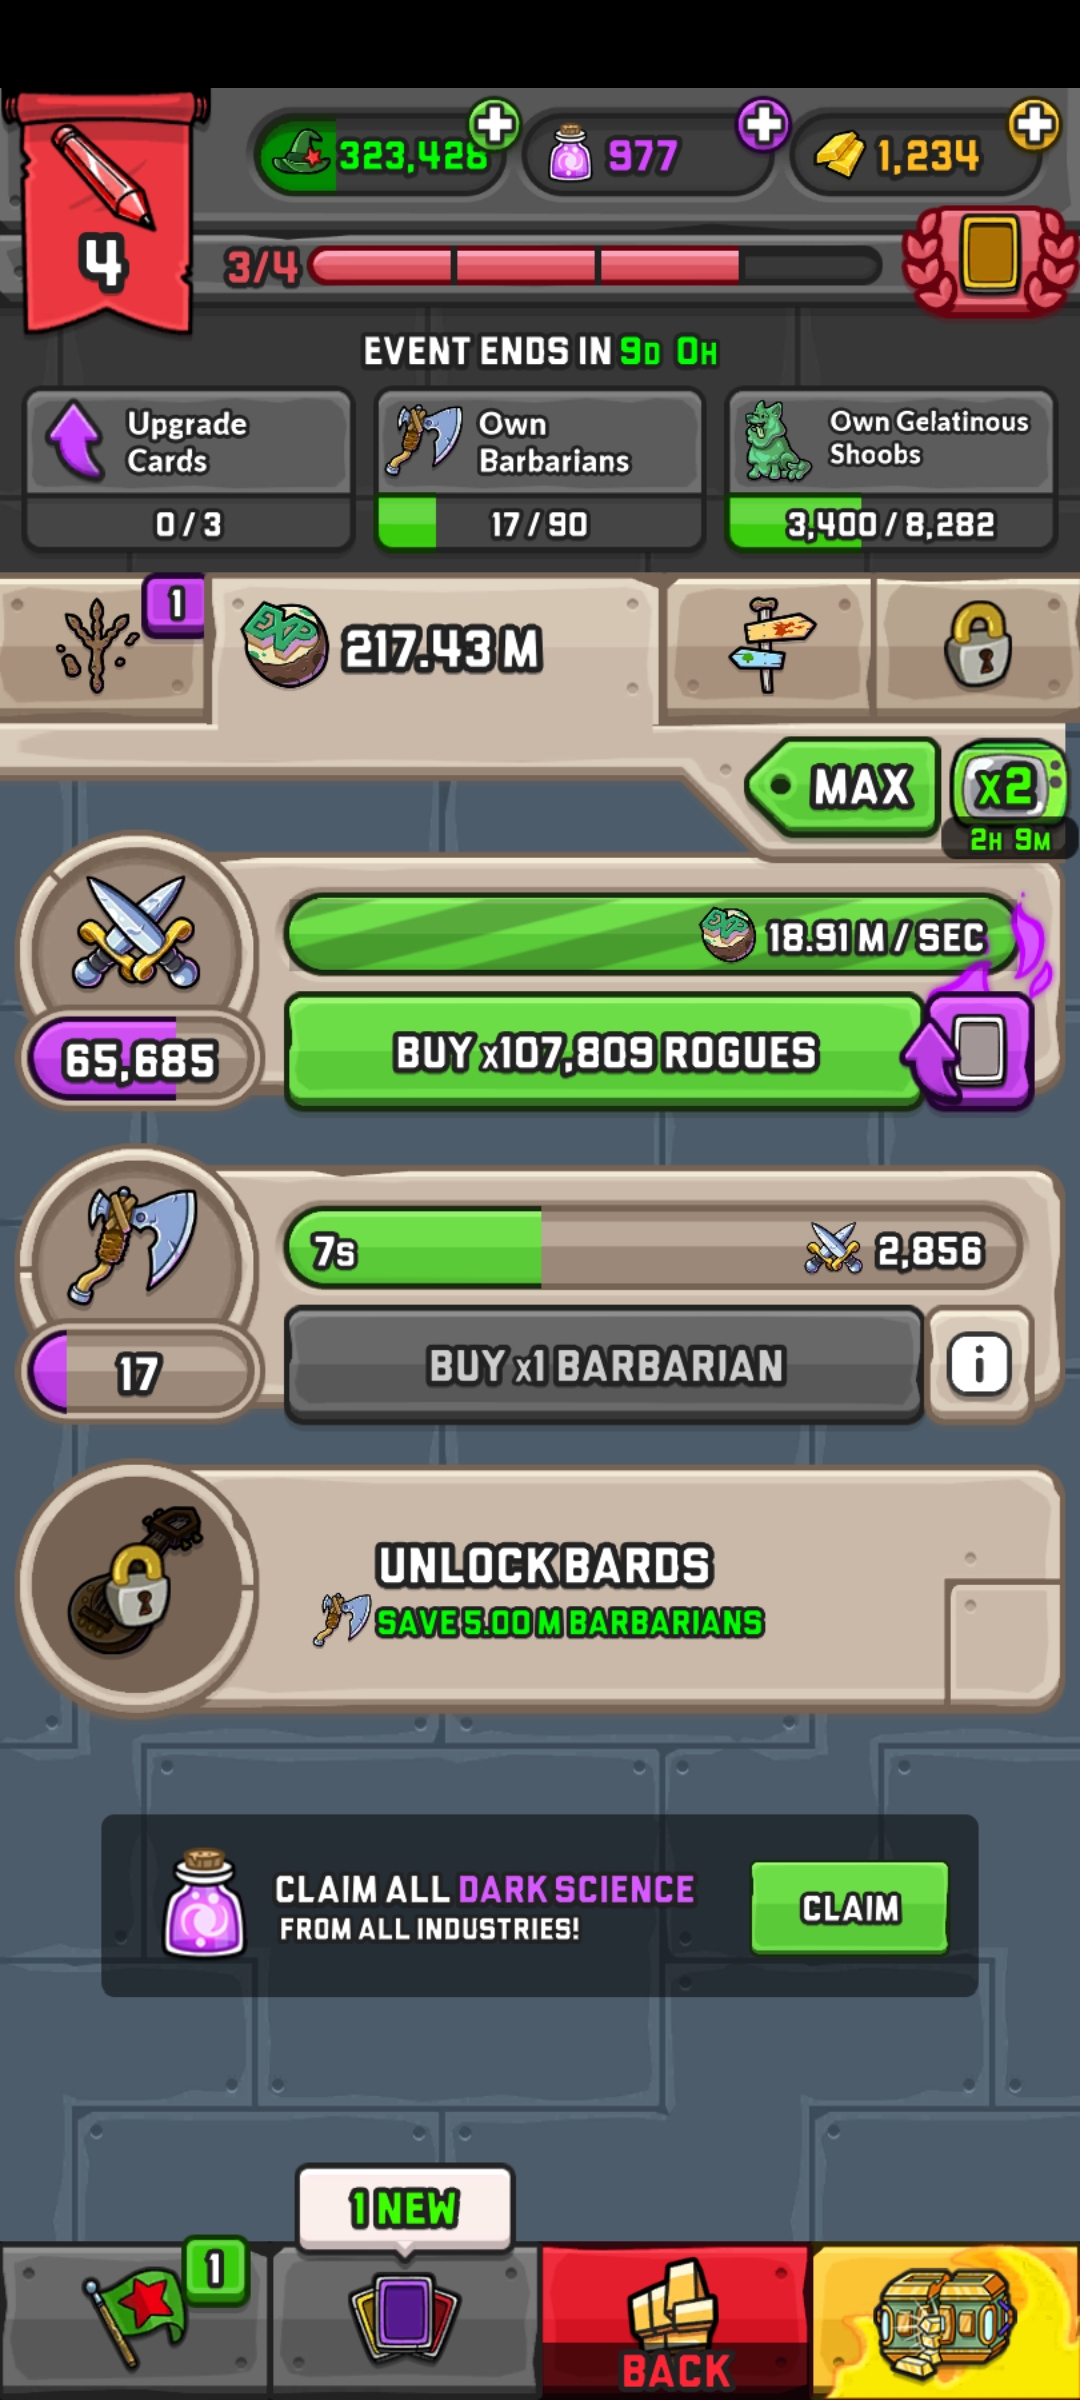 4
323,428
977
1,234
3/4
EVENT ENDS IN 9D 0H
Upgrade
Cards
0 / 3
Own
Barbarians
17 / 90
Own Gelatinous
Shoobs
3,400 / 8,282
1
EXP
217.43 M
MAX
x2
2H 9M
EXP
18.91 M / SEC
65,685
BUY x107,809 ROGUES
7s
2,856
17
BUY x1 BARBARIAN
i
UNLOCK BARDS
SAVE 5.00 M BARBARIANS
CLAIM ALL DARK SCIENCE
FROM ALL INDUSTRIES!
CLAIM
1 NEW
1
BACK